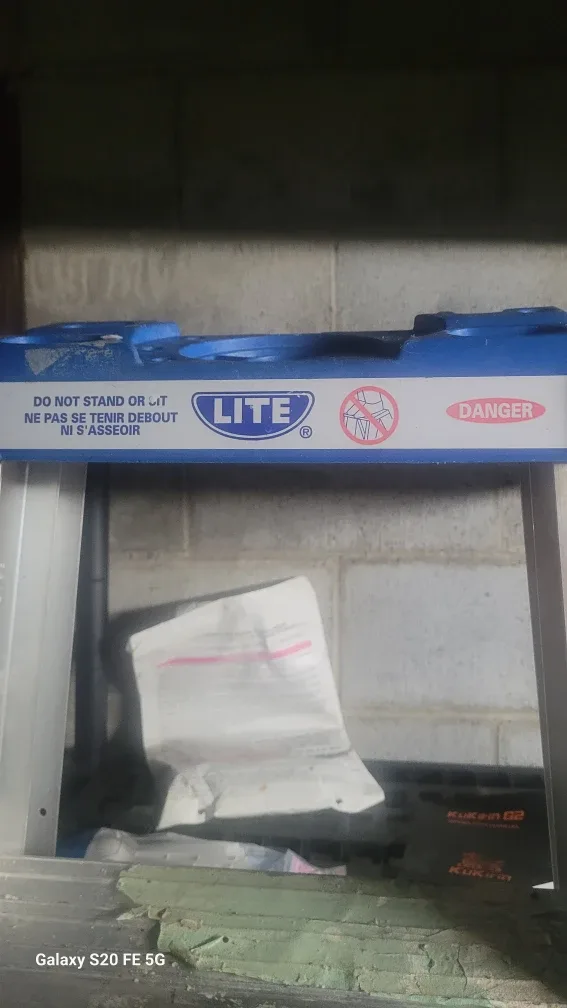 DO NOT STAND OR SIT
NE PAS SE TENIR DEBOUT
NI S'ASSEOIR
LITE
®
DANGER
KuKirin G2
KuKirin
Galaxy S20 FE 5G